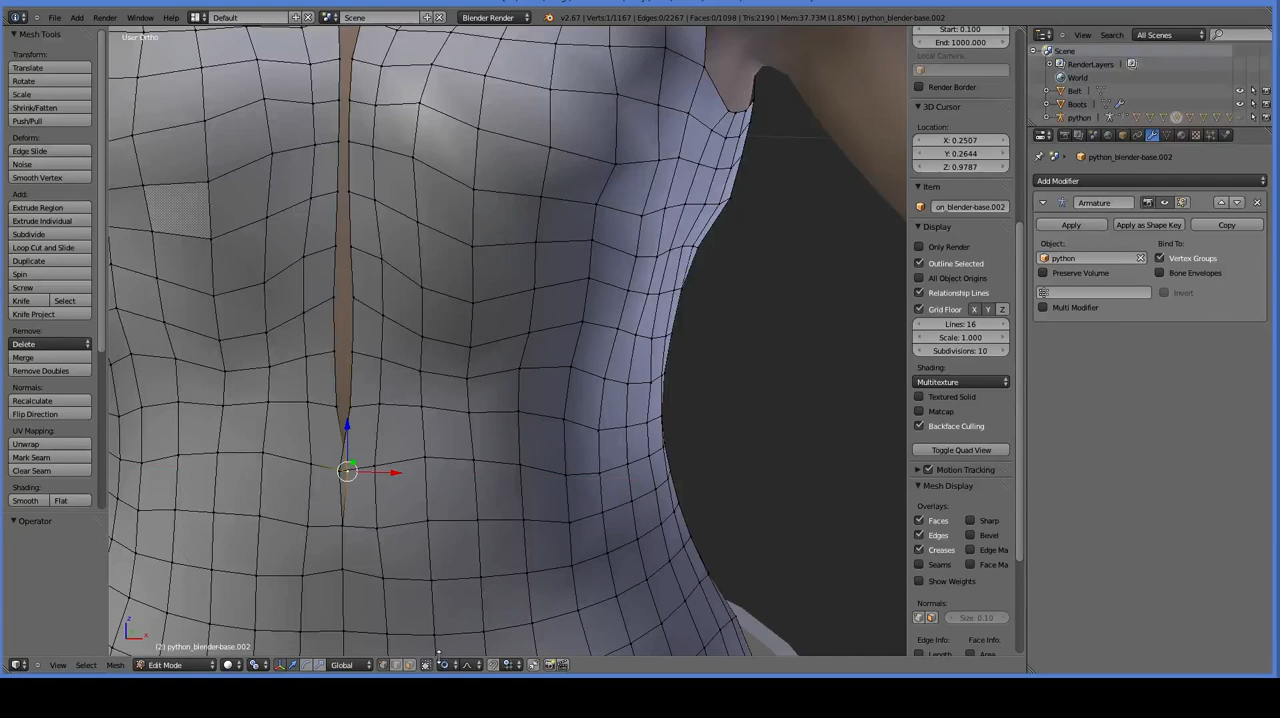 File Add Render Window Help Default Scene Blender Render v2.67 | Verts:1/1167 | Edges:0/2267 | Faces:0/1098 | Tris:2190 | Mem:37.73M (1.85M) | python_blender-base.002
Mesh Tools
Transform:
Translate
Rotate
Scale
Shrink/Fatten
Push/Pull
Deform:
Edge Slide
Noise
Smooth Vertex
Add:
Extrude Region
Extrude Individual
Subdivide
Loop Cut and Slide
Duplicate
Spin
Screw
Knife Select
Knife Project
Remove:
Delete
Merge
Remove Doubles
Normals:
Recalculate
Flip Direction
UV Mapping:
Unwrap
Mark Seam
Clear Seam
Shading:
Smooth Flat
Operator
User Ortho
z
x
(2) python_blender-base.002
View Select Mesh Edit Mode Global
Start: 0.100
End: 1000.000
Local Camera:
Render Border
3D Cursor
Location:
X: 0.2507
Y: 0.2644
Z: 0.9787
Item
on_blender-base.002
Display
Only Render
Outline Selected
All Object Origins
Relationship Lines
Grid Floor X Y Z
Lines: 16
Scale: 1.000
Subdivisions: 10
Shading:
Multitexture
Textured Solid
Matcap
Backface Culling
Toggle Quad View
Motion Tracking
Mesh Display
Overlays:
Faces Sharp
Edges Bevel
Creases Edge Ma
Seams Face Ma
Show Weights
Normals:
Size: 0.10
Edge Info: Face Info:
Length Area
View Search All Scenes
Scene
RenderLayers
World
Belt
Boots
python
python_blender-base.002
Add Modifier
Armature
Apply Apply as Shape Key Copy
Object: Bind To:
python Vertex Groups
Preserve Volume Bone Envelopes
Invert
Multi Modifier